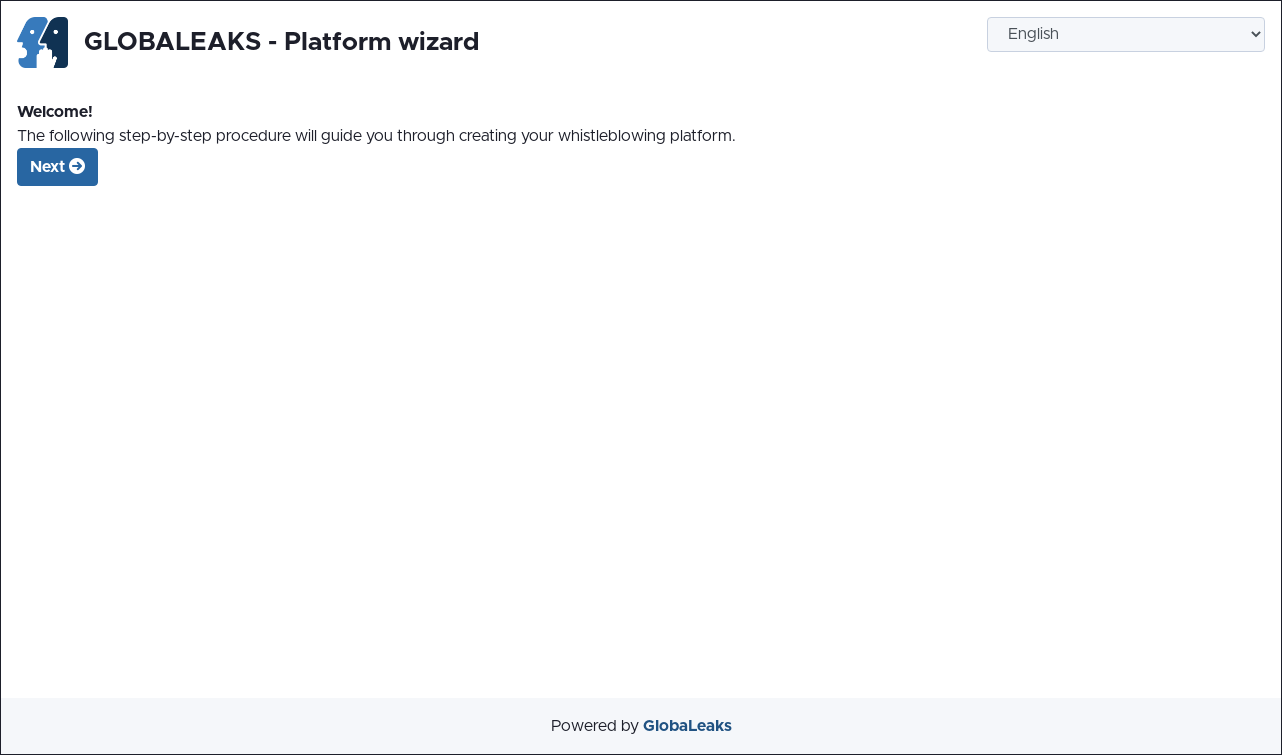 GLOBALEAKS - Platform wizard
English
Welcome!
The following step-by-step procedure will guide you through creating your whistleblowing platform.
Next
Powered by GlobaLeaks